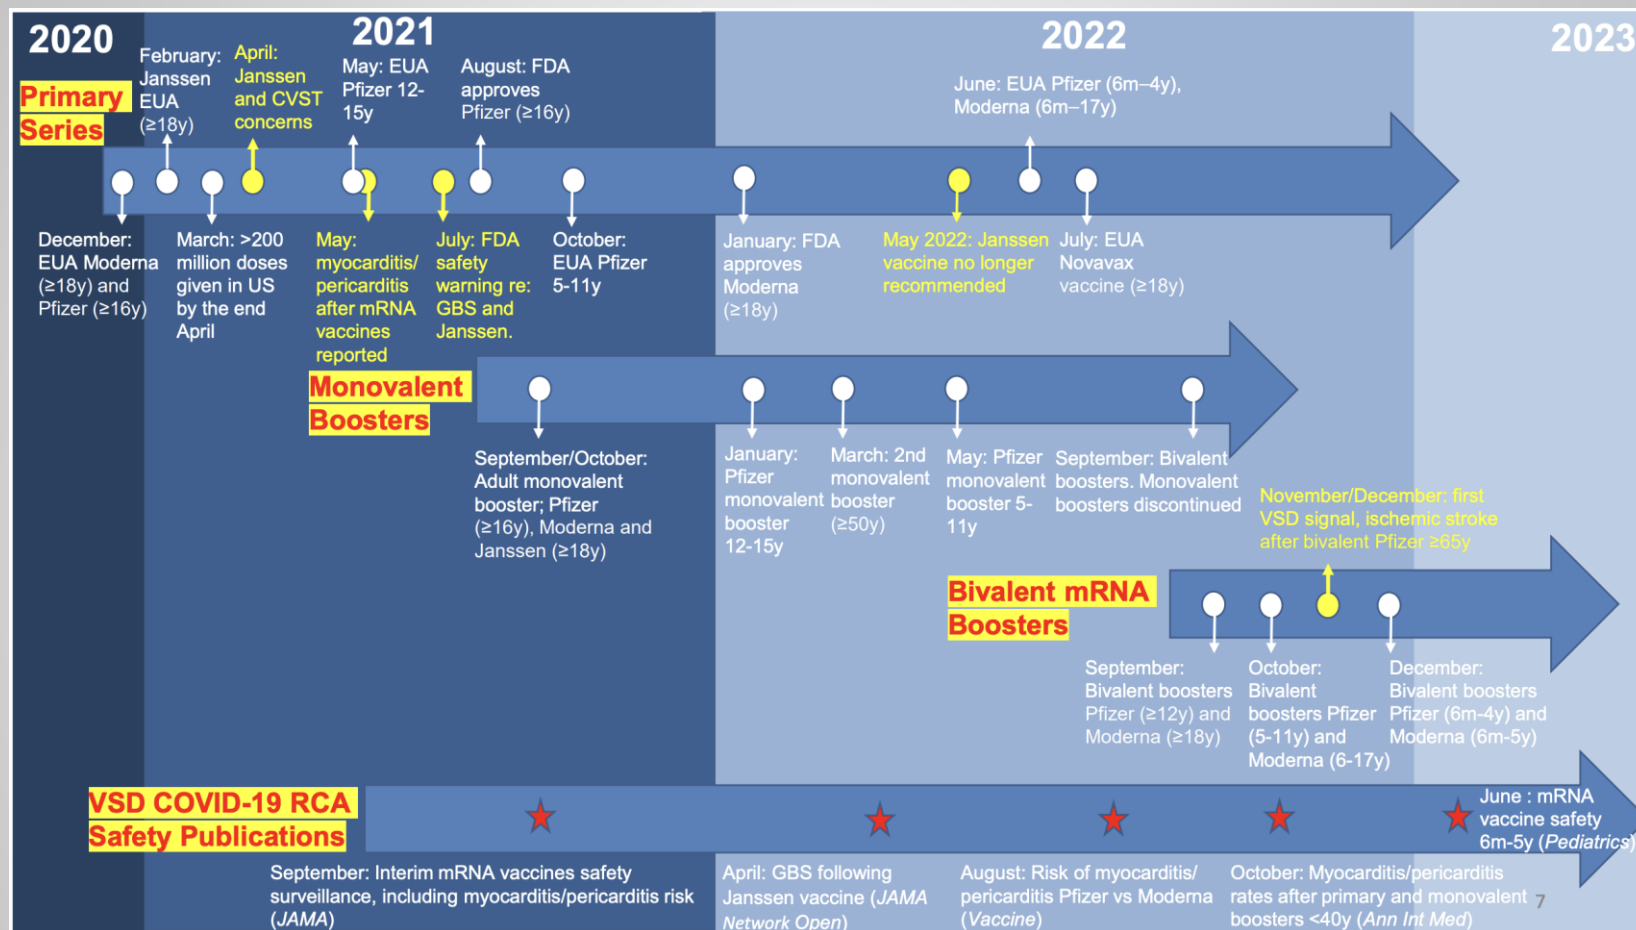 2020
2021
2022
2023
Primary
Series
February:
Janssen
EUA
(≥18y)
April:
Janssen
and CVST
concerns
May: EUA
Pfizer 12-
15y
August: FDA
approves
Pfizer (≥16y)
June: EUA Pfizer (6m–4y),
Moderna (6m–17y)
December:
EUA Moderna
(≥18y) and
Pfizer (≥16y)
March: >200
million doses
given in US
by the end
April
May:
myocarditis/
pericarditis
after mRNA
vaccines
reported
July: FDA
safety
warning re:
GBS and
Janssen.
October:
EUA Pfizer
5-11y
January: FDA
approves
Moderna
(≥18y)
May 2022: Janssen
vaccine no longer
recommended
July: EUA
Novavax
vaccine (≥18y)
Monovalent
Boosters
September/October:
Adult monovalent
booster; Pfizer
(≥16y), Moderna and
Janssen (≥18y)
January:
Pfizer
monovalent
booster
12-15y
March: 2nd
monovalent
booster
(≥50y)
May: Pfizer
monovalent
booster 5-
11y
September: Bivalent
boosters. Monovalent
boosters discontinued
November/December: first
VSD signal, ischemic stroke
after bivalent Pfizer ≥65y
Bivalent mRNA
Boosters
September:
Bivalent boosters
Pfizer (≥12y) and
Moderna (≥18y)
October:
Bivalent
boosters Pfizer
(5-11y) and
Moderna (6-17y)
December:
Bivalent boosters
Pfizer (6m-4y) and
Moderna (6m-5y)
VSD COVID-19 RCA
Safety Publications
June : mRNA
vaccine safety
6m-5y (Pediatrics)
September: Interim mRNA vaccines safety
surveillance, including myocarditis/pericarditis risk
(JAMA)
April: GBS following
Janssen vaccine (JAMA
Network Open)
August: Risk of myocarditis/
pericarditis Pfizer vs Moderna
(Vaccine)
October: Myocarditis/pericarditis
rates after primary and monovalent
boosters <40y (Ann Int Med)
7